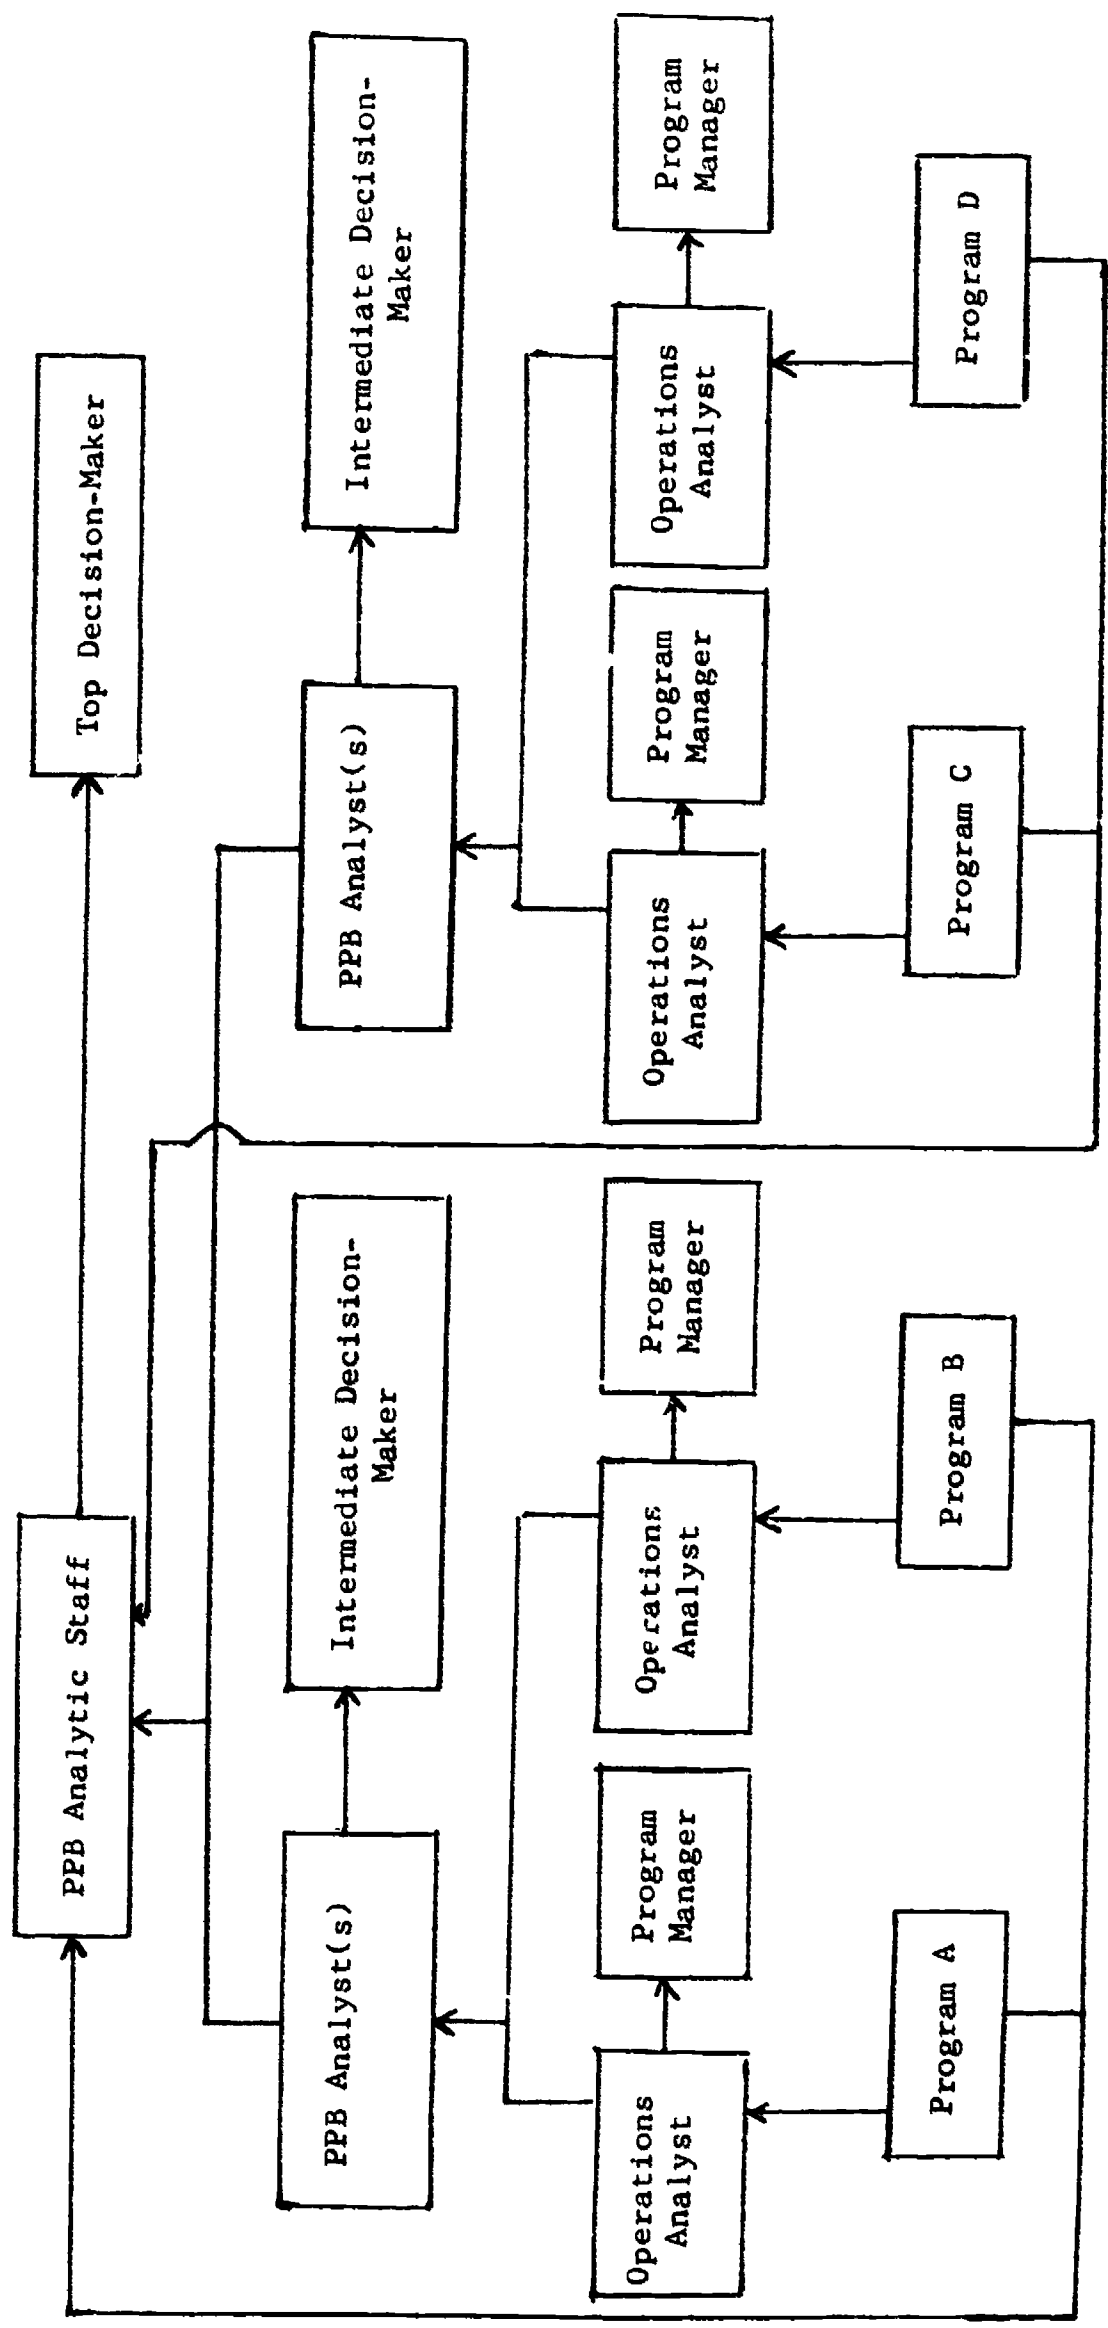 PPB Analytic Staff
Top Decision-Maker
PPB Analyst(s)
Intermediate Decision-
Maker
PPB Analyst(s)
Intermediate Decision-
Maker
Operations
Analyst
Program
Manager
Operations
Analyst
Program
Manager
Operations
Analyst
Program
Manager
Operations
Analyst
Program
Manager
Program A
Program B
Program C
Program D